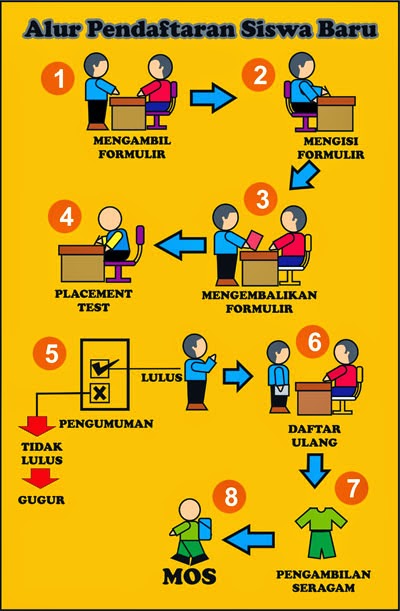 Alur Pendaftaran Siswa Baru
1
MENGAMBIL
FORMULIR
2
MENGISI
FORMULIR
3
MENGEMBALIKAN
FORMULIR
4
PLACEMENT
TEST
5
LULUS
PENGUMUMAN
TIDAK
LULUS
GUGUR
6
DAFTAR
ULANG
7
PENGAMBILAN
SERAGAM
8
MOS